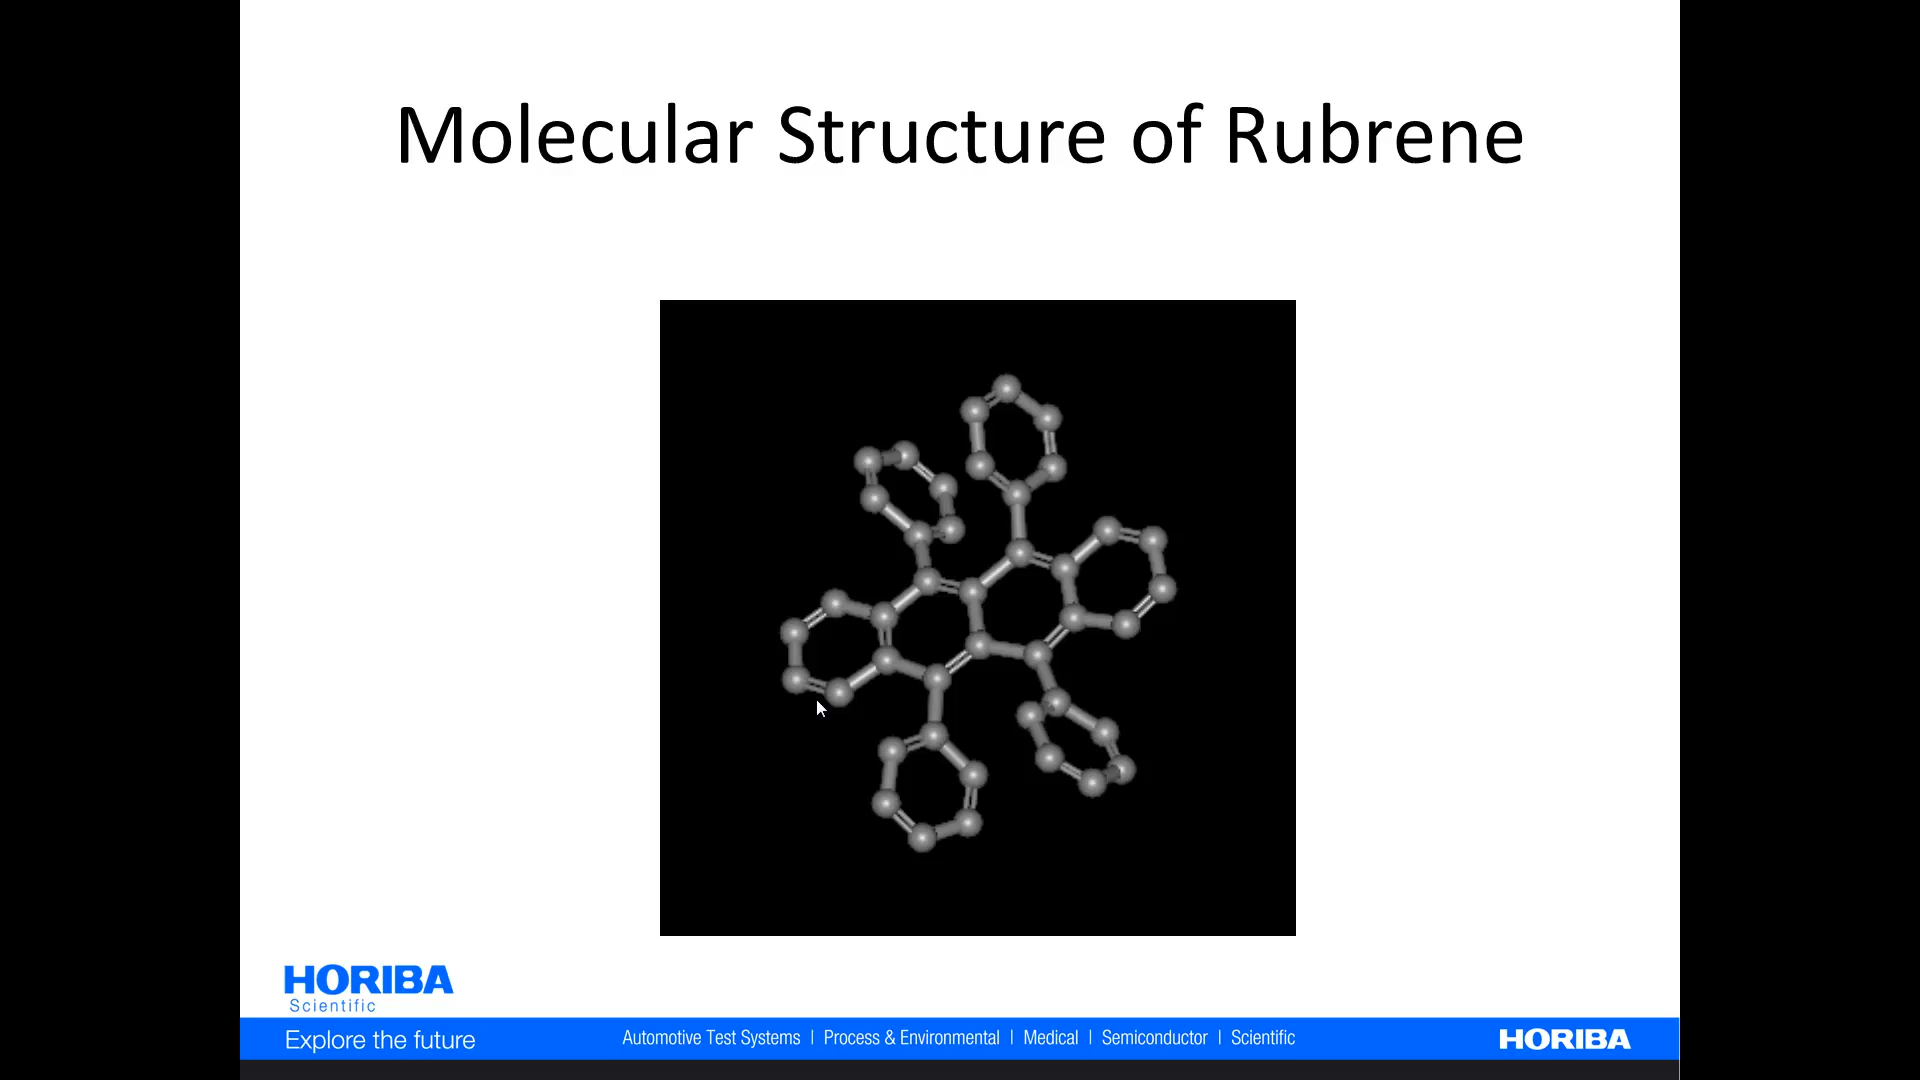 Molecular Structure of Rubrene
HORIBA
Scientific
Explore the future
Automotive Test Systems | Process & Environmental | Medical | Semiconductor | Scientific
HORIBA